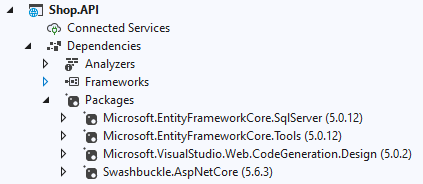 Shop.API
Connected Services
Dependencies
Analyzers
Frameworks
Packages
Microsoft.EntityFrameworkCore.SqlServer (5.0.12)
Microsoft.EntityFrameworkCore.Tools (5.0.12)
Microsoft.VisualStudio.Web.CodeGeneration.Design (5.0.2)
Swashbuckle.AspNetCore (5.6.3)